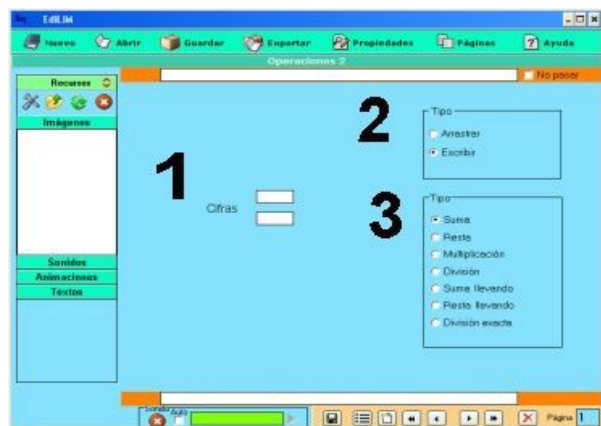 EdiLIM
Nuevo Abrir Guardar Exportar Propiedades Páginas Ayuda
Operaciones 2
No pasar
Recursos
Imágenes
Sonidos
Animaciones
Textos
1
Cifras
2
Tipo
Arrastrar
Escribir
3
Tipo
Suma
Resta
Multiplicación
División
Suma llevando
Resta llevando
División exacta
Sonido
Auto
Página 1